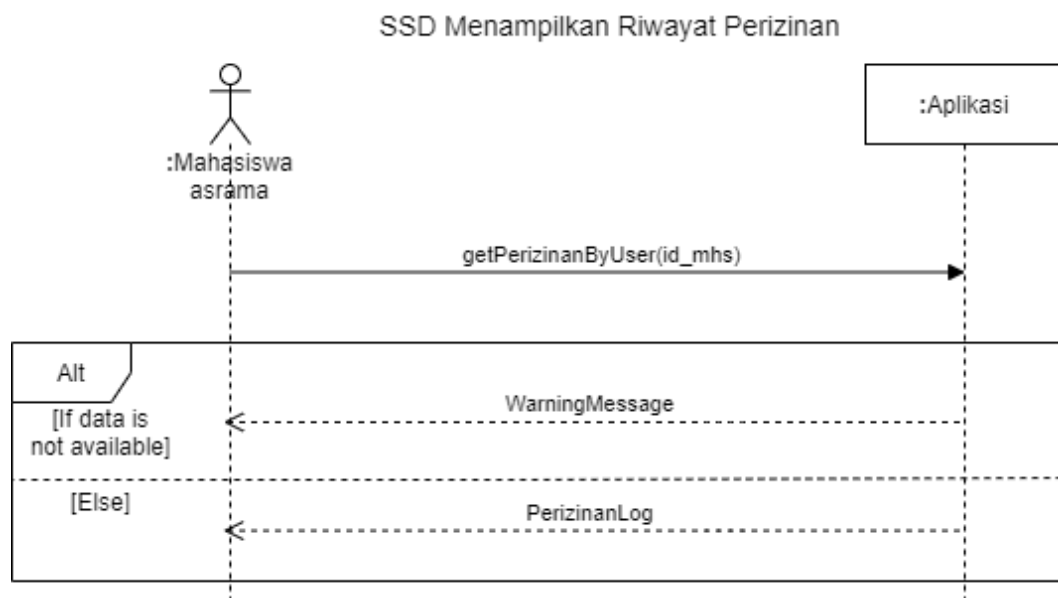 SSD Menampilkan Riwayat Perizinan
:Aplikasi
:Mahasiswa
asrama
getPerizinanByUser(id_mhs)
Alt
[If data is
not available]
WarningMessage
[Else]
PerizinanLog